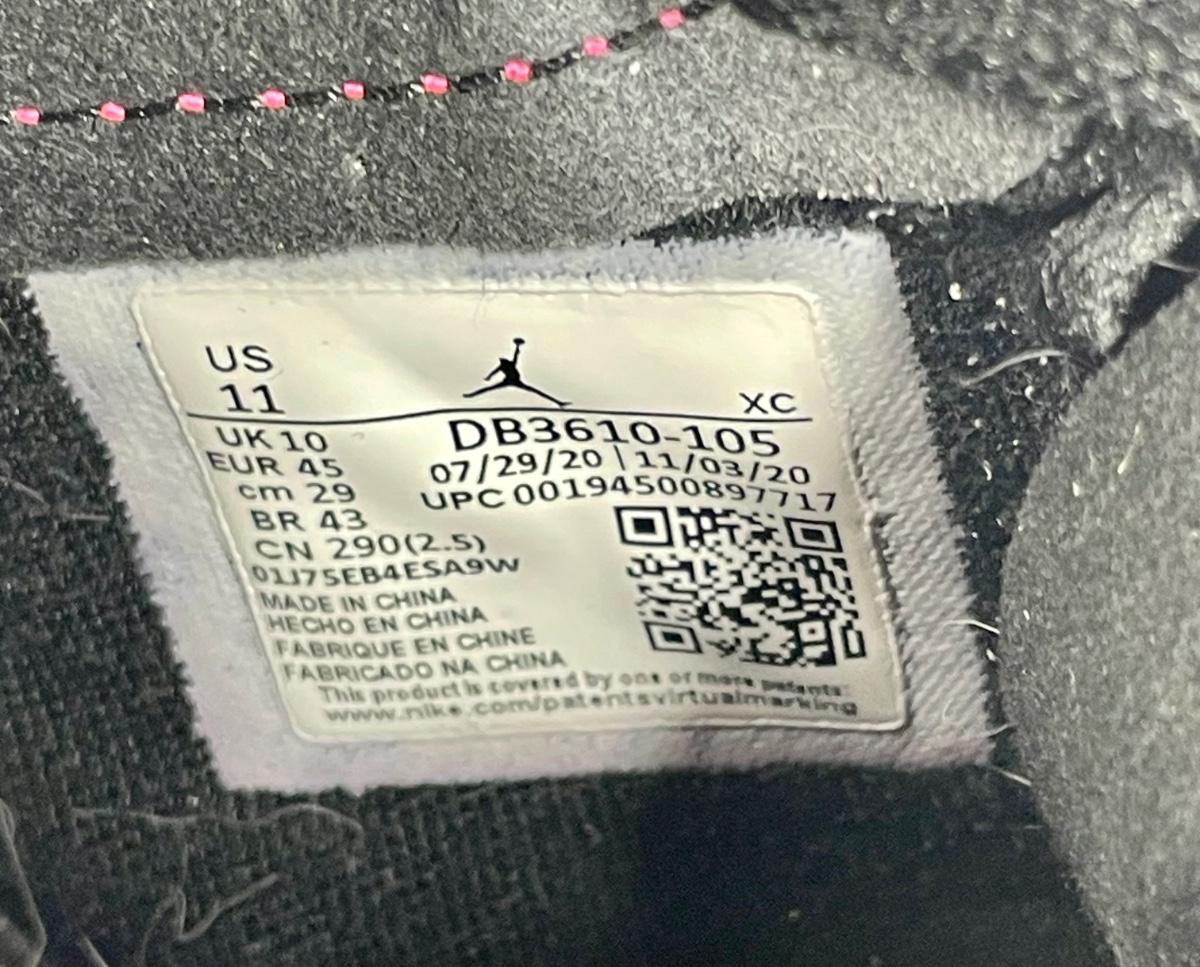 US
11
XC
UK 10
EUR 45
cm 29
BR 43
CN 290(2.5)
01J75EB4ESA9W
DB3610-105
07/29/20 | 11/03/20
UPC 00194500897717
MADE IN CHINA
HECHO EN CHINA
FABRIQUE EN CHINE
FABRICADO NA CHINA
This product is covered by one or more patents:
www.nike.com/patentsvirtualmarking